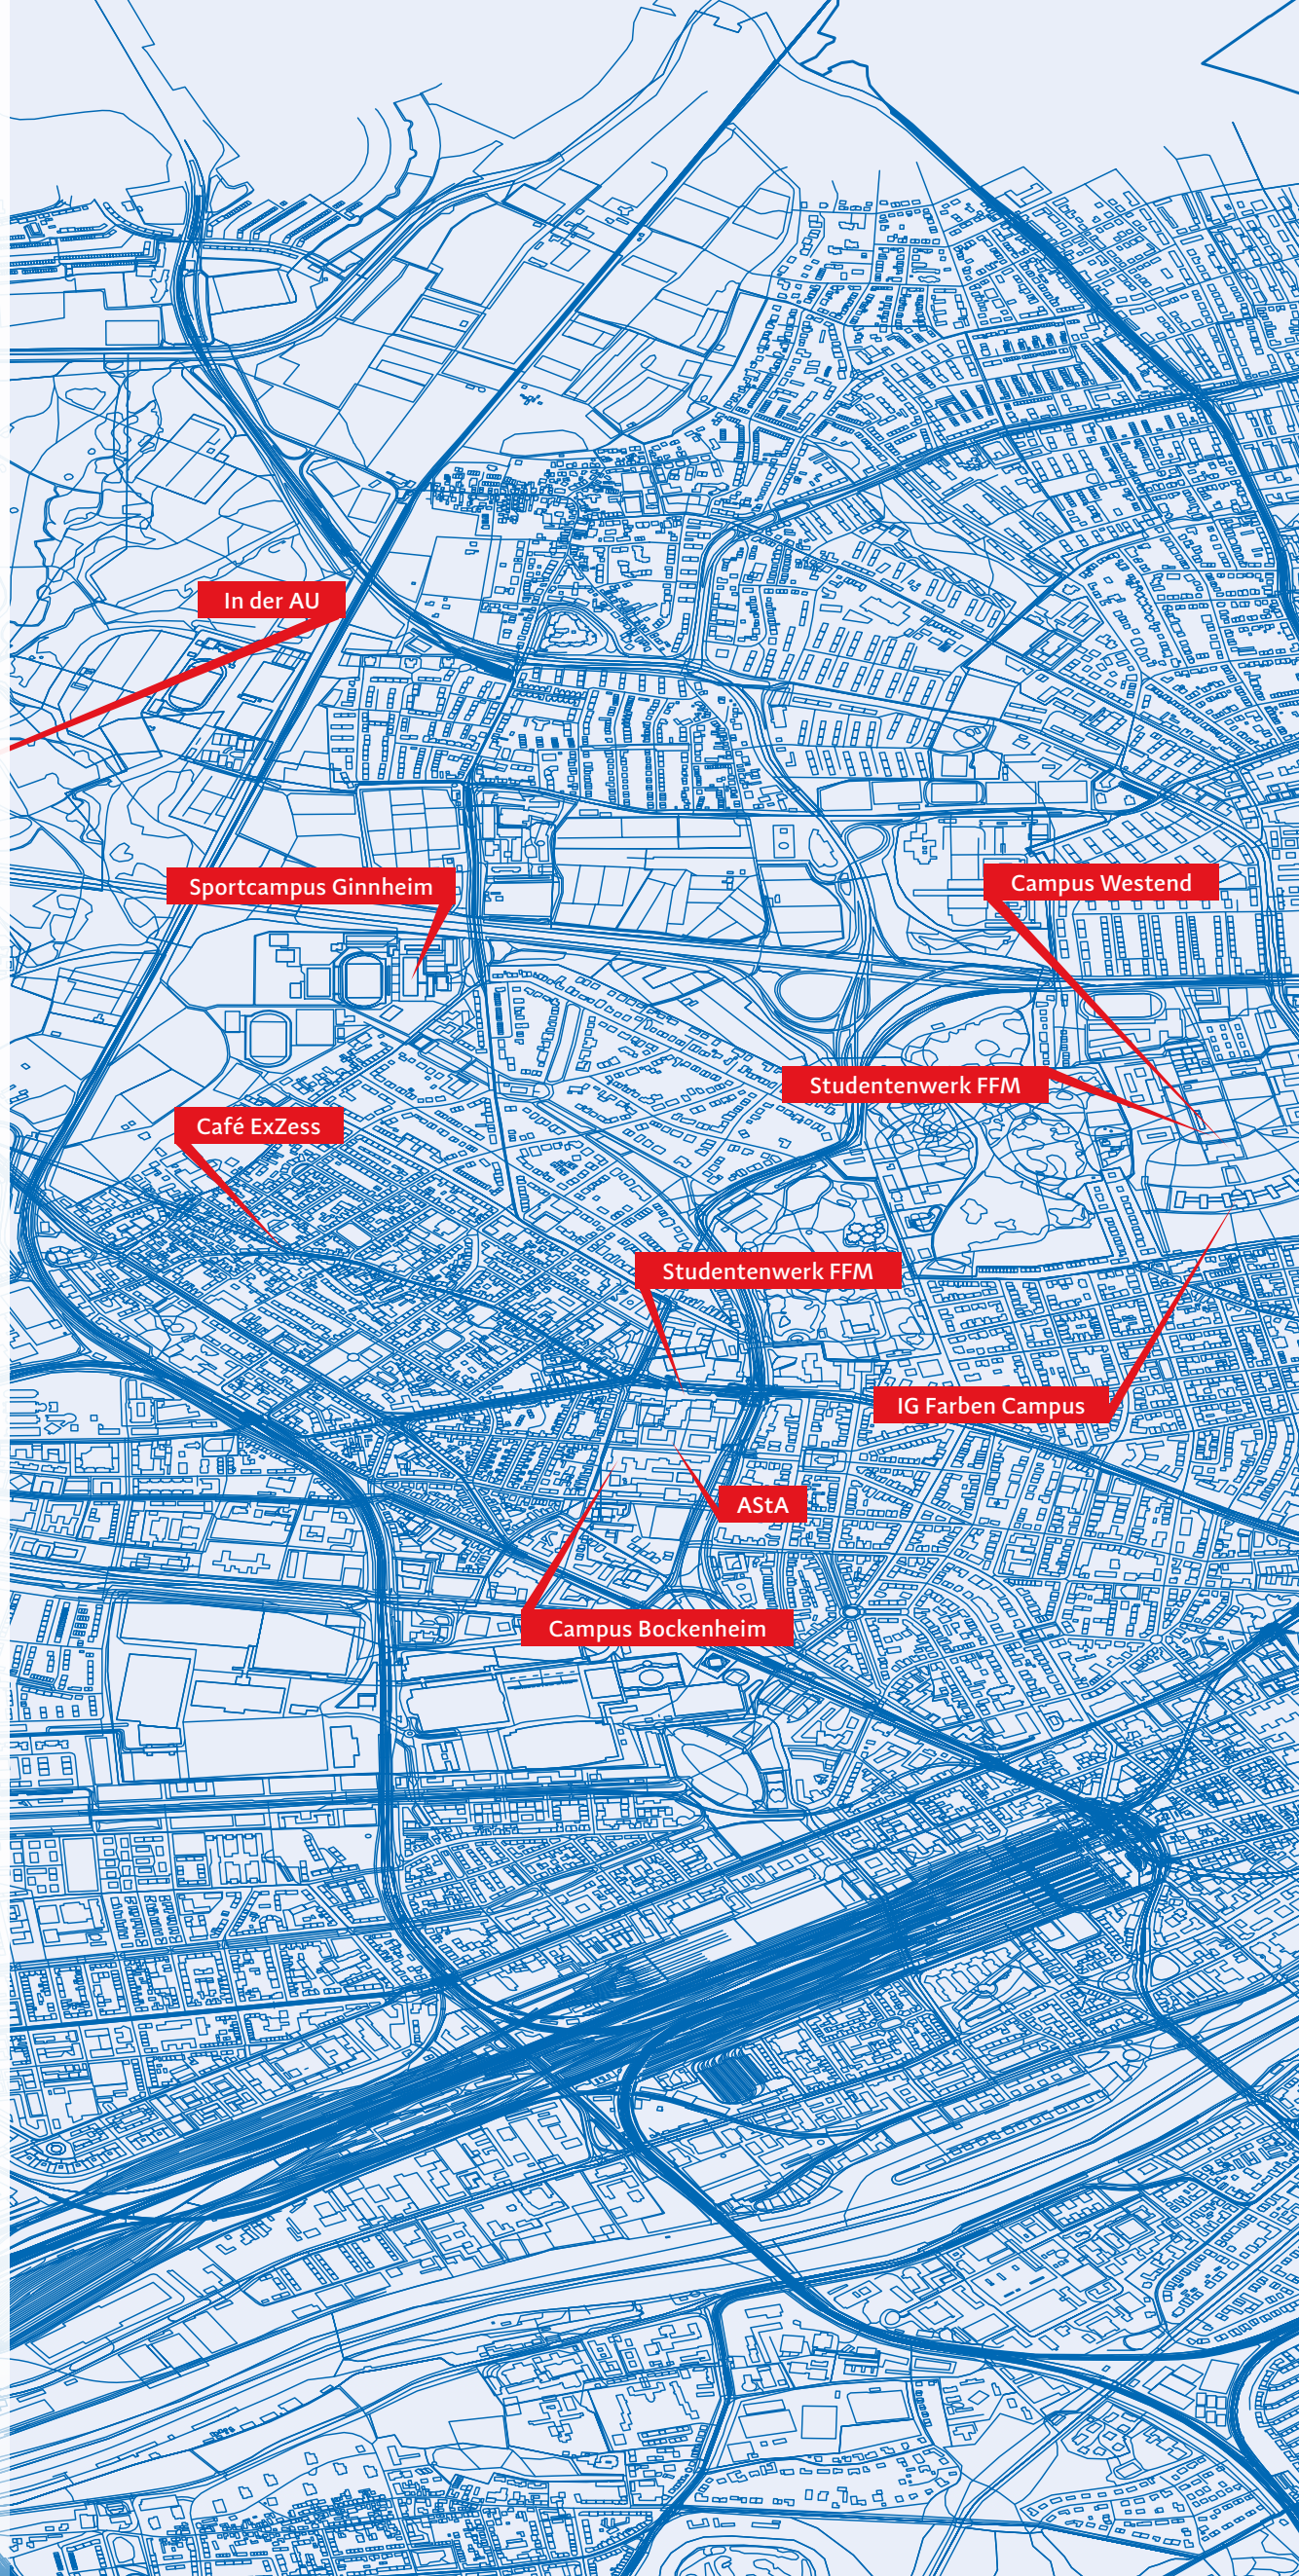 In der AU
Campus Westend
Sportcampus Ginnheim
Studentenwerk FFM
Café ExZess
Studentenwerk FFM
IG Farben Campus
AStA
Campus Bockenheim